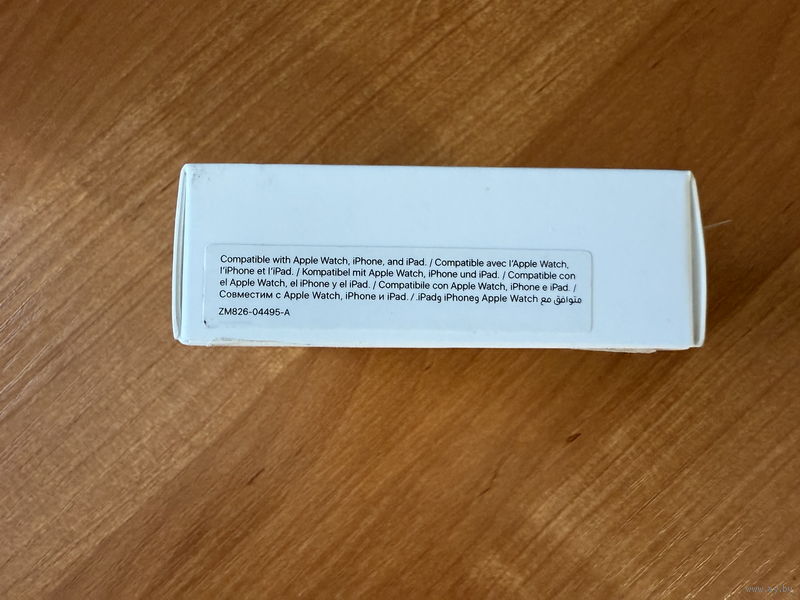 Compatible with Apple Watch, iPhone, and iPad. / Compatible avec l'Apple Watch,
l'iPhone et l'iPad. / Kompatibel mit Apple Watch, iPhone und iPad. / Compatible con
el Apple Watch, el iPhone y el iPad. / Compatibile con Apple Watch, iPhone e iPad. /
Совместим с Apple Watch, iPhone и iPad. / متوافق مع Apple Watch وiPhone وiPad.
ZM826-04495-A